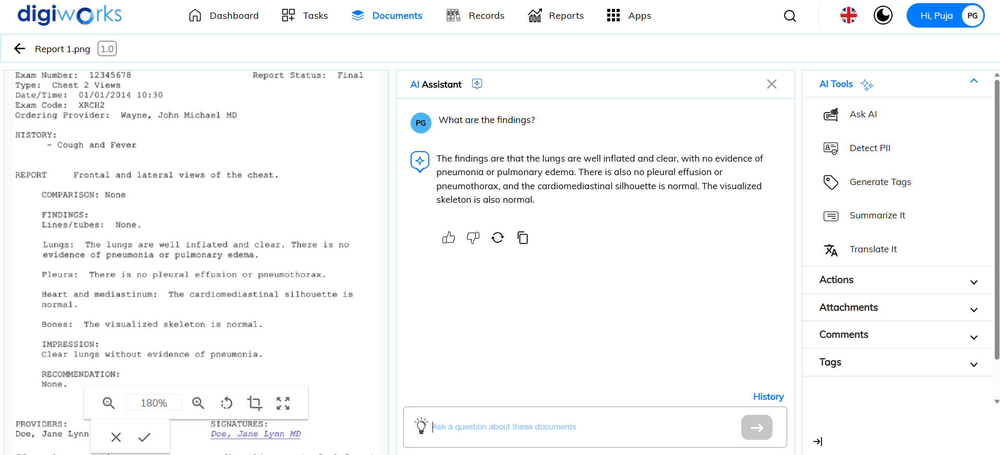 digiworks
Dashboard
Tasks
Documents
Records
Reports
Apps
Hi, Puja
PG
Report 1.png
1.0
Exam Number: 12345678 Report Status: Final
Type: Chest 2 Views
Date/Time: 01/01/2014 10:30
Exam Code: XRCH2
Ordering Provider: Wayne, John Michael MD
HISTORY:
- Cough and Fever
REPORT Frontal and lateral views of the chest.
COMPARISON: None
FINDINGS:
Lines/tubes: None.
Lungs: The lungs are well inflated and clear. There is no
evidence of pneumonia or pulmonary edema.
Pleura: There is no pleural effusion or pneumothorax.
Heart and mediastinum: The cardiomediastinal silhouette is
normal.
Bones: The visualized skeleton is normal.
IMPRESSION:
Clear lungs without evidence of pneumonia.
RECOMMENDATION:
None.
180%
PROVIDERS: SIGNATURES:
Doe, Jane Lynn Doe, Jane Lynn MD
AI Assistant
PG
What are the findings?
The findings are that the lungs are well inflated and clear, with no evidence of
pneumonia or pulmonary edema. There is also no pleural effusion or
pneumothorax, and the cardiomediastinal silhouette is normal. The visualized
skeleton is also normal.
History
Ask a question about these documents
AI Tools
Ask AI
Detect PII
Generate Tags
Summarize It
Translate It
Actions
Attachments
Comments
Tags